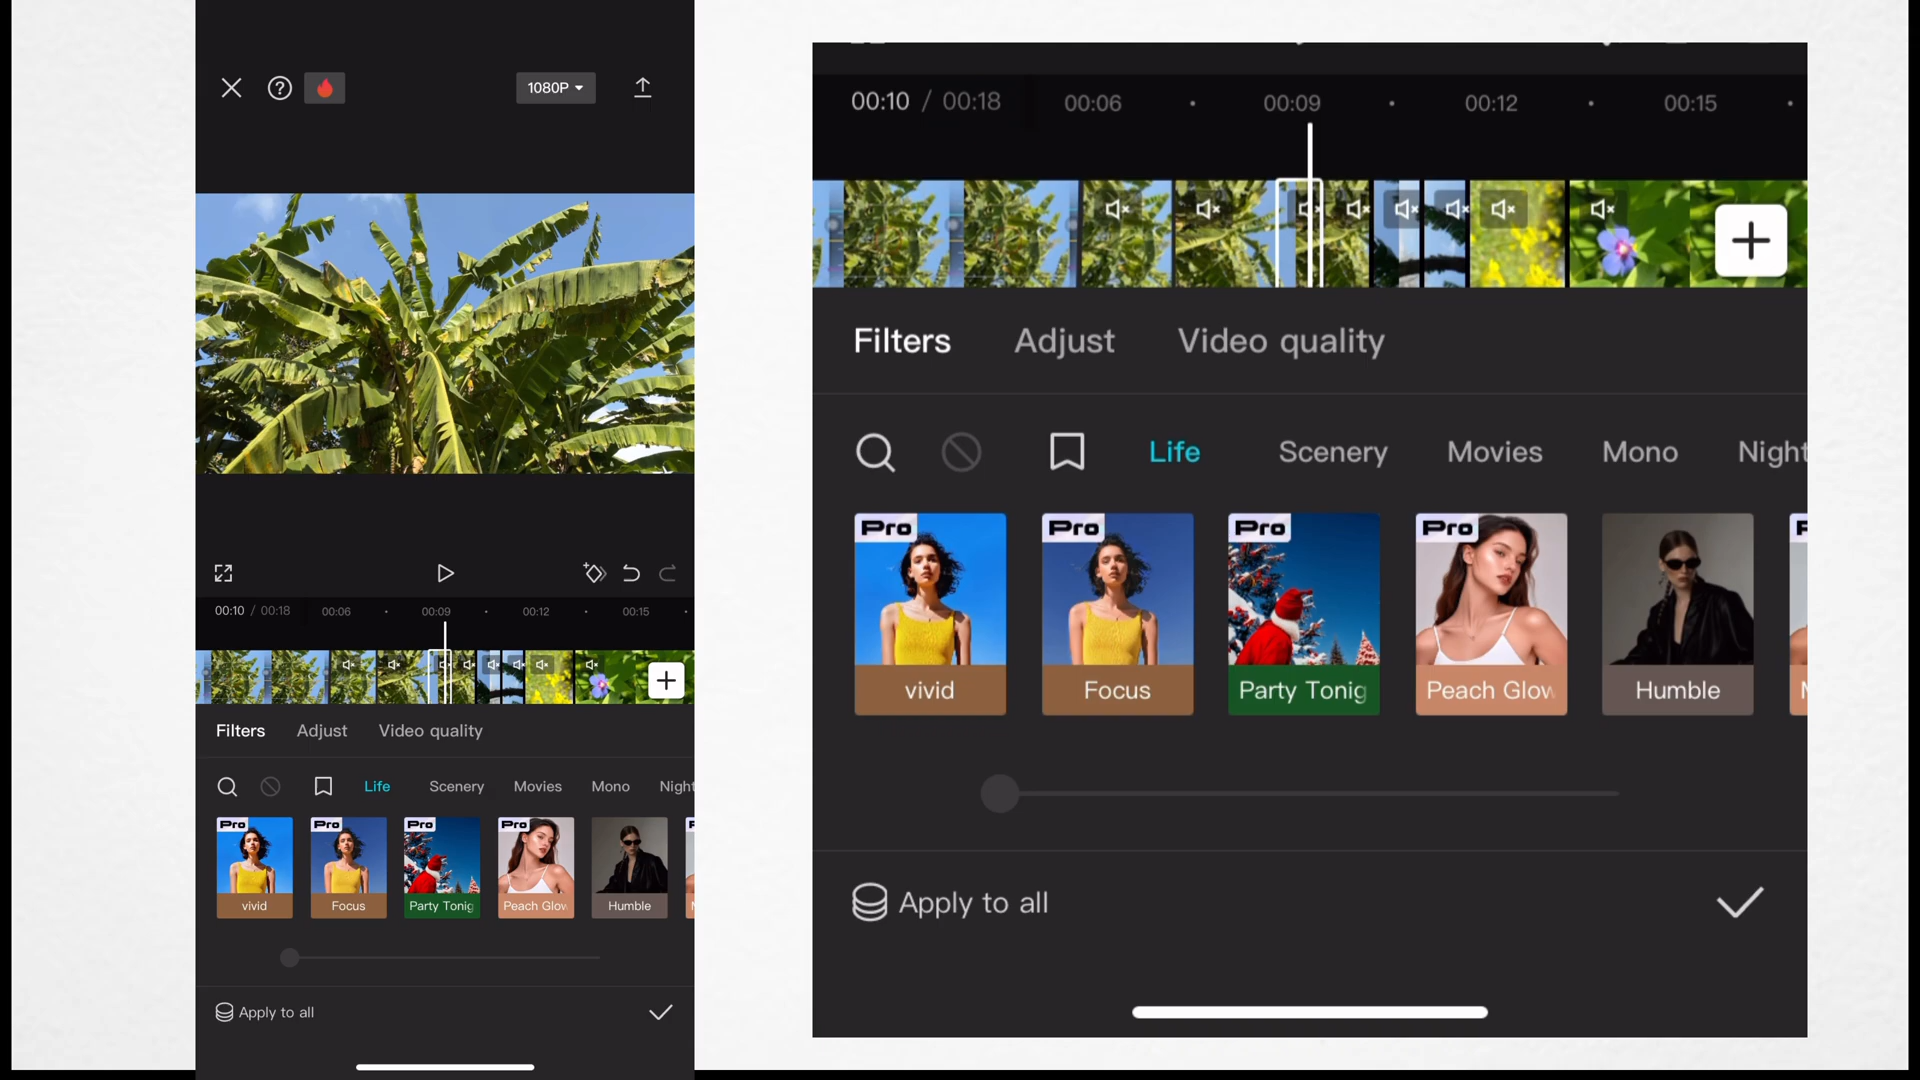 1080P
00:10 / 00:18 00:06 00:09 00:12 00:15
Filters Adjust Video quality
Life Scenery Movies Mono Night
Pro Pro Pro Pro
vivid Focus Party Tonig Peach Glow Humble
Apply to all
00:10 / 00:18 00:06 00:09 00:12 00:15
Filters Adjust Video quality
Life Scenery Movies Mono Night
Pro Pro Pro Pro
vivid Focus Party Tonig Peach Glow Humble
Apply to all